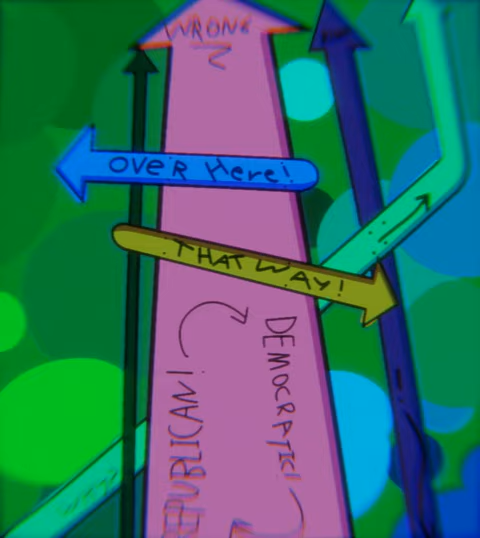 WRONG
OVER Here!
THAT WAY!
REPUBLICAN!
DEMOCRATIC!